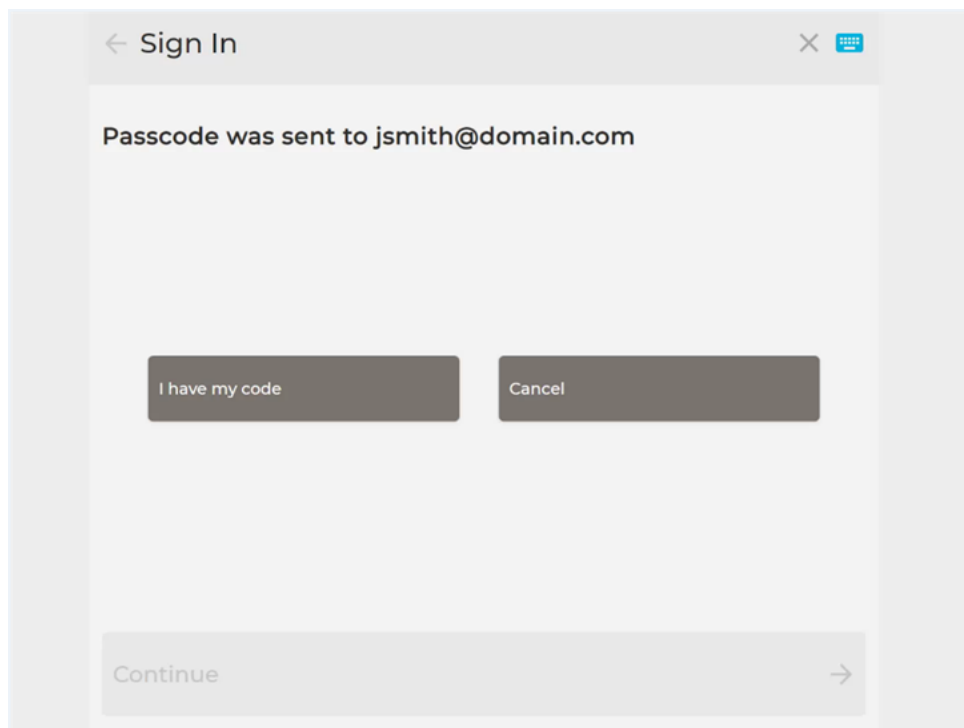 Sign In
Passcode was sent to jsmith@domain.com
I have my code
Cancel
Continue